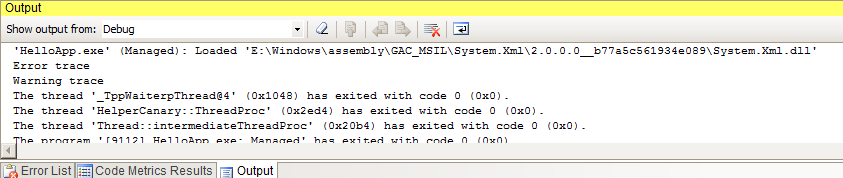 Output
Show output from: Debug
'HelloApp.exe' (Managed): Loaded 'E:\Windows\assembly\GAC_MSIL\System.Xml\2.0.0.0__b77a5c561934e089\System.Xml.dll'
Error trace
Warning trace
The thread '_TppWaiterpThread@4' (0x1048) has exited with code 0 (0x0).
The thread 'HelperCanary::ThreadProc' (0x2ed4) has exited with code 0 (0x0).
The thread 'Thread::intermediateThreadProc' (0x20b4) has exited with code 0 (0x0).
The program '[9112] HelloApp.exe: Managed' has exited with code 0 (0x0).
Error List Code Metrics Results Output